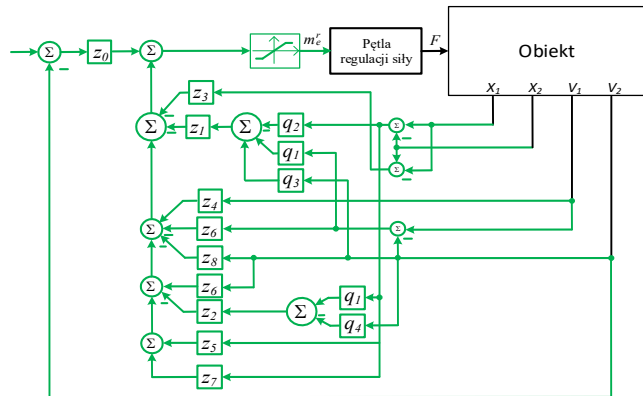 Σ
z₀
Σ
mₑʳ
Pętla
regulacji siły
F
Obiekt
X₁ X₂ V₁ V₂
z₃
Σ
z₁
Σ
q₂
Σ
q₁
Σ
q₃
z₄
Σ
z₆
Σ
z₈
Σ
z₆
z₂
Σ
q₁
q₄
Σ
z₅
z₇